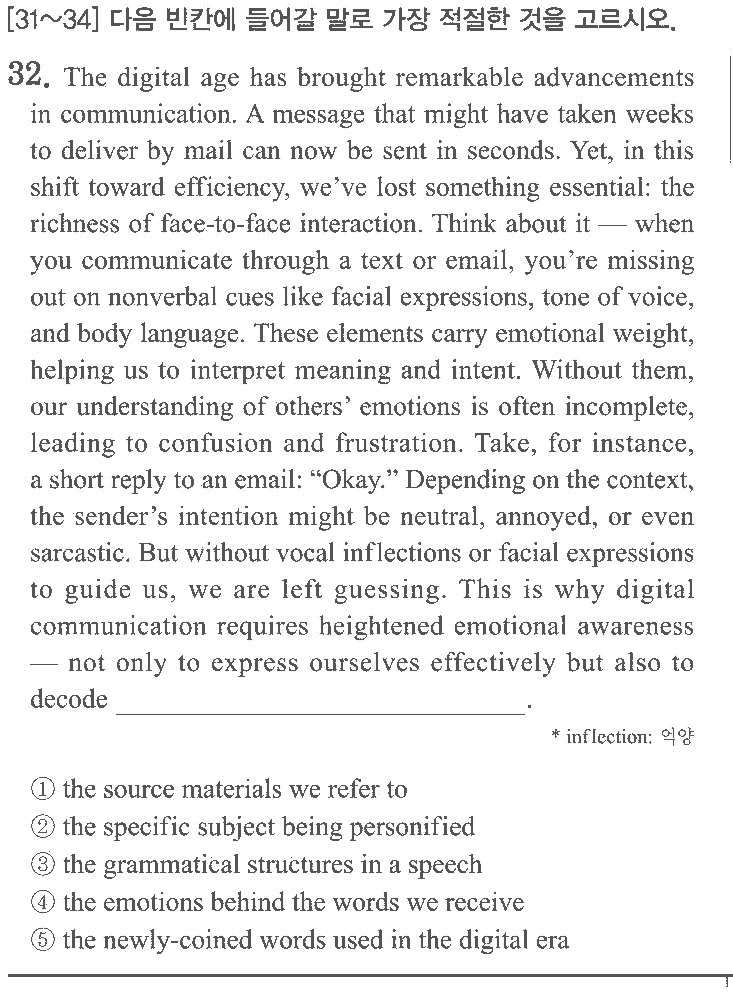 [31~34] 다음 빈칸에 들어갈 말로 가장 적절한 것을 고르시오.
32. The digital age has brought remarkable advancements
in communication. A message that might have taken weeks
to deliver by mail can now be sent in seconds. Yet, in this
shift toward efficiency, we’ve lost something essential: the
richness of face-to-face interaction. Think about it — when
you communicate through a text or email, you’re missing
out on nonverbal cues like facial expressions, tone of voice,
and body language. These elements carry emotional weight,
helping us to interpret meaning and intent. Without them,
our understanding of others’ emotions is often incomplete,
leading to confusion and frustration. Take, for instance,
a short reply to an email: “Okay.” Depending on the context,
the sender’s intention might be neutral, annoyed, or even
sarcastic. But without vocal inflections or facial expressions
to guide us, we are left guessing. This is why digital
communication requires heightened emotional awareness
— not only to express ourselves effectively but also to
decode ______________________________.
* inflection: 억양
① the source materials we refer to
② the specific subject being personified
③ the grammatical structures in a speech
④ the emotions behind the words we receive
⑤ the newly-coined words used in the digital era